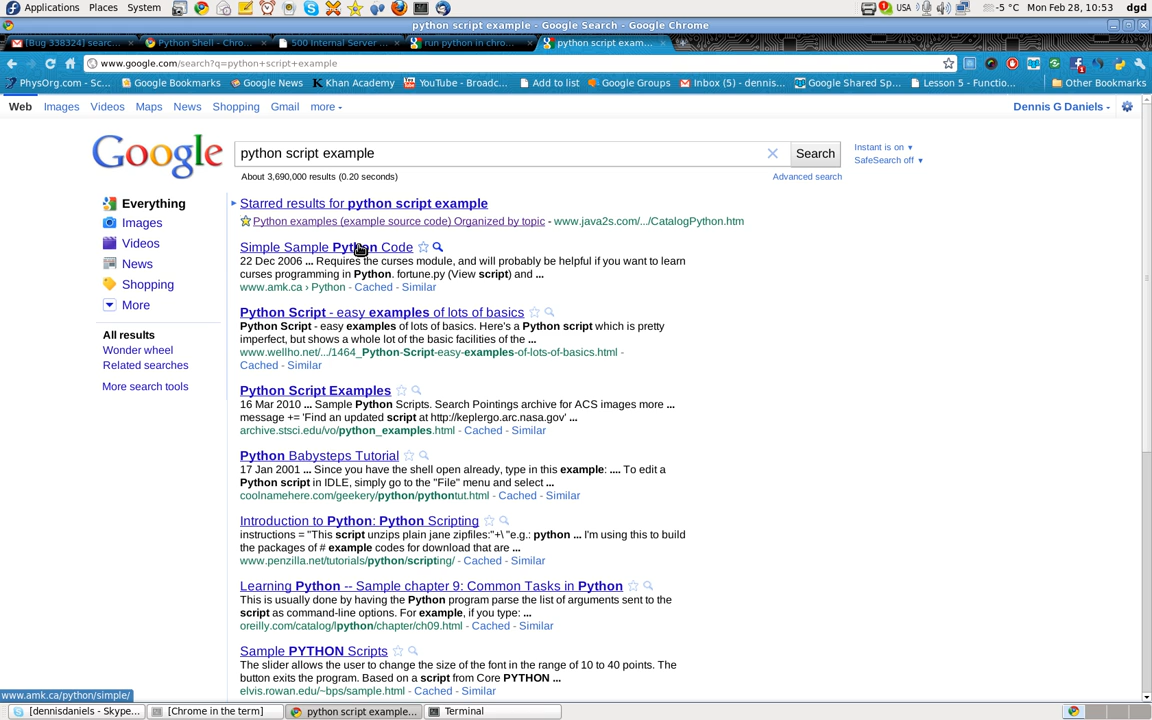 Applications Places System
USA
-5 °C Mon Feb 28, 10:53 dgd
python script example - Google Search - Google Chrome
[Bug 338324] searc...
Python Shell - Chro...
500 Internal Server ...
run python in chro...
python script exam...
www.google.com/search?q=python+script+example
PhysOrg.com - Sc...
Google Bookmarks
Google News
Khan Academy
YouTube - Broadc...
Add to list
Google Groups
Inbox (5) - dennis...
Google Shared Sp...
Lesson 5 - Functio...
Other Bookmarks
Web Images Videos Maps News Shopping Gmail more
Dennis G Daniels
Google
python script example
Search
Instant is on ▼
SafeSearch off ▼
About 3,690,000 results (0.20 seconds)
Advanced search
Everything
Images
Videos
News
Shopping
More
All results
Wonder wheel
Related searches
More search tools
Starred results for python script example
Python examples (example source code) Organized by topic - www.java2s.com/.../CatalogPython.htm
Simple Sample Python Code
22 Dec 2006 ... Requires the curses module, and will probably be helpful if you want to learn
curses programming in Python. fortune.py (View script) and ...
www.amk.ca › Python - Cached - Similar
Python Script - easy examples of lots of basics
Python Script - easy examples of lots of basics. Here's a Python script which is pretty
imperfect, but shows a whole lot of the basic facilities of the ...
www.wellho.net/.../1464_Python-Script-easy-examples-of-lots-of-basics.html -
Cached - Similar
Python Script Examples
16 Mar 2010 ... Sample Python Scripts. Search Pointings archive for ACS images more ...
message += 'Find an updated script at http://keplergo.arc.nasa.gov' ...
archive.stsci.edu/vo/python_examples.html - Cached - Similar
Python Babysteps Tutorial
17 Jan 2001 ... Since you have the shell open already, type in this example: .... To edit a
Python script in IDLE, simply go to the "File" menu and select ...
coolnamehere.com/geekery/python/pythontut.html - Cached - Similar
Introduction to Python: Python Scripting
instructions = "This script unzips plain jane zipfiles:"+\ "e.g.: python ... I'm using this to build
the packages of # example codes for download that are ...
www.penzilla.net/tutorials/python/scripting/ - Cached - Similar
Learning Python -- Sample chapter 9: Common Tasks in Python
This is usually done by having the Python program parse the list of arguments sent to the
script as command-line options. For example, if you type: ...
oreilly.com/catalog/lpython/chapter/ch09.html - Cached - Similar
Sample PYTHON Scripts
The slider allows the user to change the size of the font in the range of 10 to 40 points. The
button exits the program. Based on a script from Core PYTHON ...
elvis.rowan.edu/~bps/sample.html - Cached - Similar
www.amk.ca/python/simple/
[dennisdaniels - Skype...
[Chrome in the term]
python script example...
Terminal